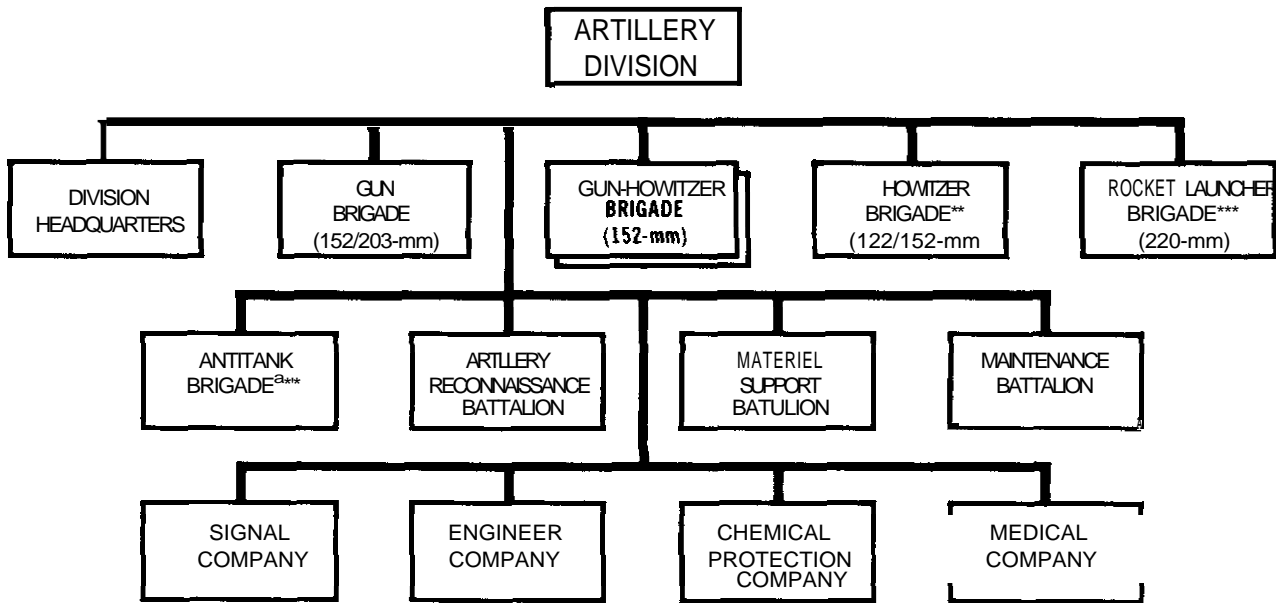 ARTILLERY
DIVISION
DIVISION
HEADQUARTERS
GUN
BRIGADE
(152/203-mm)
GUN-HOWITZER
BRIGADE
(152-mm)
HOWITZER
BRIGADE**
(122/152-mm
ROCKET LAUNCHER
BRIGADE***
(220-mm)
ANTITANK
BRIGADEa***
ARTLLERY
RECONNAISSANCE
BATTALION
MATERIEL
SUPPORT
BATULION
MAINTENANCE
BATTALION
SIGNAL
COMPANY
ENGINEER
COMPANY
CHEMICAL
PROTECTION
COMPANY
MEDICAL
COMPANY